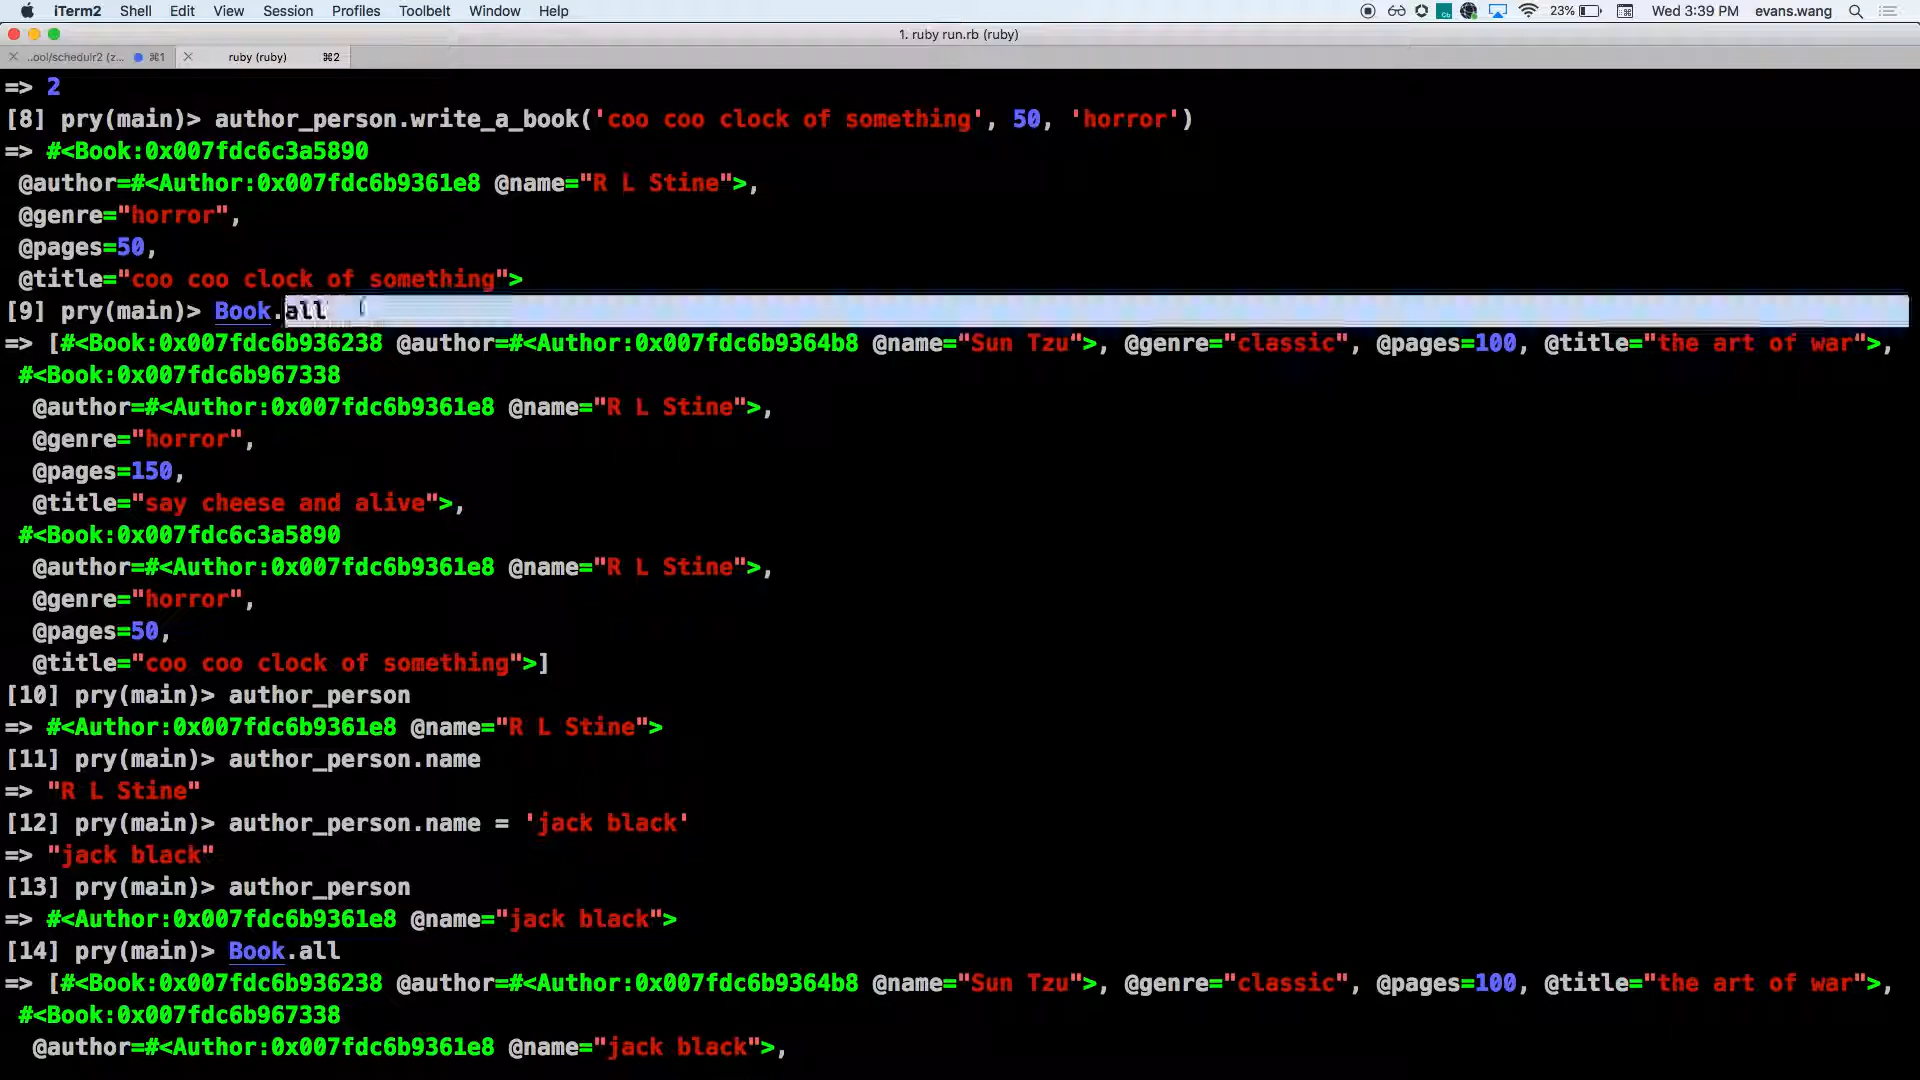 iTerm2 Shell Edit View Session Profiles Toolbelt Window Help 23% Wed 3:39 PM evans.wang
1. ruby run.rb (ruby)
..ool/schedulr2 (z... ⌘1 ruby (ruby) ⌘2
=> 2
[8] pry(main)> author_person.write_a_book('coo coo clock of something', 50, 'horror')
=> #<Book:0x007fdc6c3a5890
@author=#<Author:0x007fdc6b9361e8 @name="R L Stine">,
@genre="horror",
@pages=50,
@title="coo coo clock of something">
[9] pry(main)> Book.all
=> [#<Book:0x007fdc6b936238 @author=#<Author:0x007fdc6b9364b8 @name="Sun Tzu">, @genre="classic", @pages=100, @title="the art of war">,
#<Book:0x007fdc6b967338
@author=#<Author:0x007fdc6b9361e8 @name="R L Stine">,
@genre="horror",
@pages=150,
@title="say cheese and alive">,
#<Book:0x007fdc6c3a5890
@author=#<Author:0x007fdc6b9361e8 @name="R L Stine">,
@genre="horror",
@pages=50,
@title="coo coo clock of something">]
[10] pry(main)> author_person
=> #<Author:0x007fdc6b9361e8 @name="R L Stine">
[11] pry(main)> author_person.name
=> "R L Stine"
[12] pry(main)> author_person.name = 'jack black'
=> "jack black"
[13] pry(main)> author_person
=> #<Author:0x007fdc6b9361e8 @name="jack black">
[14] pry(main)> Book.all
=> [#<Book:0x007fdc6b936238 @author=#<Author:0x007fdc6b9364b8 @name="Sun Tzu">, @genre="classic", @pages=100, @title="the art of war">,
#<Book:0x007fdc6b967338
@author=#<Author:0x007fdc6b9361e8 @name="jack black">,